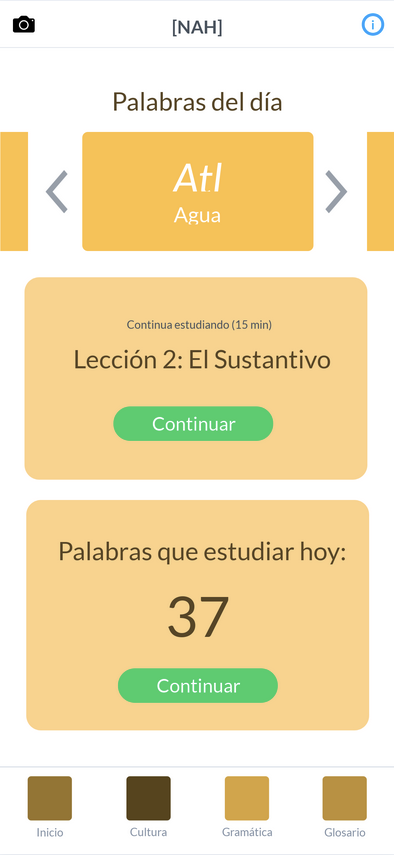 [NAH]
Palabras del día
Atl
Agua
Continua estudiando (15 min)
Lección 2: El Sustantivo
Continuar
Palabras que estudiar hoy:
37
Continuar
Inicio
Cultura
Gramática
Glosario